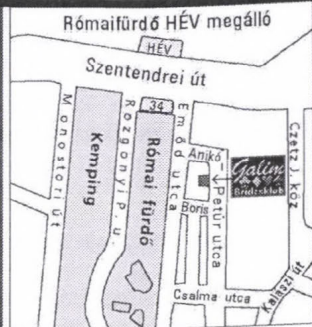 Rómaifürdő HÉV megálló
HÉV
Szentendrei út
34
Monostori út
Kemping
Rozgonyi P. u.
Római fürdő
Emőd utca
Anikó
Boris
Petúr utca
Galim
Bridzsklub
Czetz J. köz
Csalma utca
Kalászi út